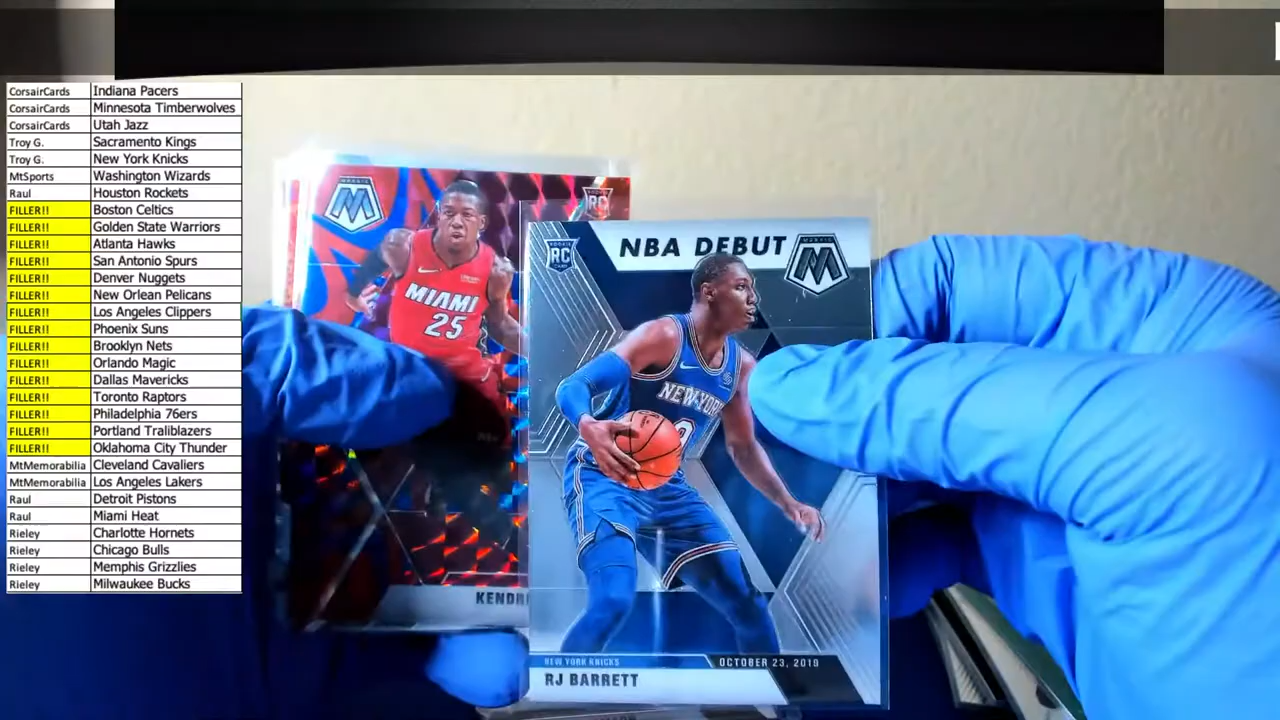 CorsairCards Indiana Pacers
CorsairCards Minnesota Timberwolves
CorsairCards Utah Jazz
Troy G. Sacramento Kings
Troy G. New York Knicks
MtSports Washington Wizards
Raul Houston Rockets
FILLER!! Boston Celtics
FILLER!! Golden State Warriors
FILLER!! Atlanta Hawks
FILLER!! San Antonio Spurs
FILLER!! Denver Nuggets
FILLER!! New Orlean Pelicans
FILLER!! Los Angeles Clippers
FILLER!! Phoenix Suns
FILLER!! Brooklyn Nets
FILLER!! Orlando Magic
FILLER!! Dallas Mavericks
FILLER!! Toronto Raptors
FILLER!! Philadelphia 76ers
FILLER!! Portland Traliblazers
FILLER!! Oklahoma City Thunder
MtMemorabilia Cleveland Cavaliers
MtMemorabilia Los Angeles Lakers
Raul Detroit Pistons
Raul Miami Heat
Rieley Charlotte Hornets
Rieley Chicago Bulls
Rieley Memphis Grizzlies
Rieley Milwaukee Bucks
MOSAIC
M
RC
MIAMI
25
KENDR
RC
NBA DEBUT
MOSAIC
M
NEW YORK
NEW YORK KNICKS OCTOBER 23, 2019
RJ BARRETT